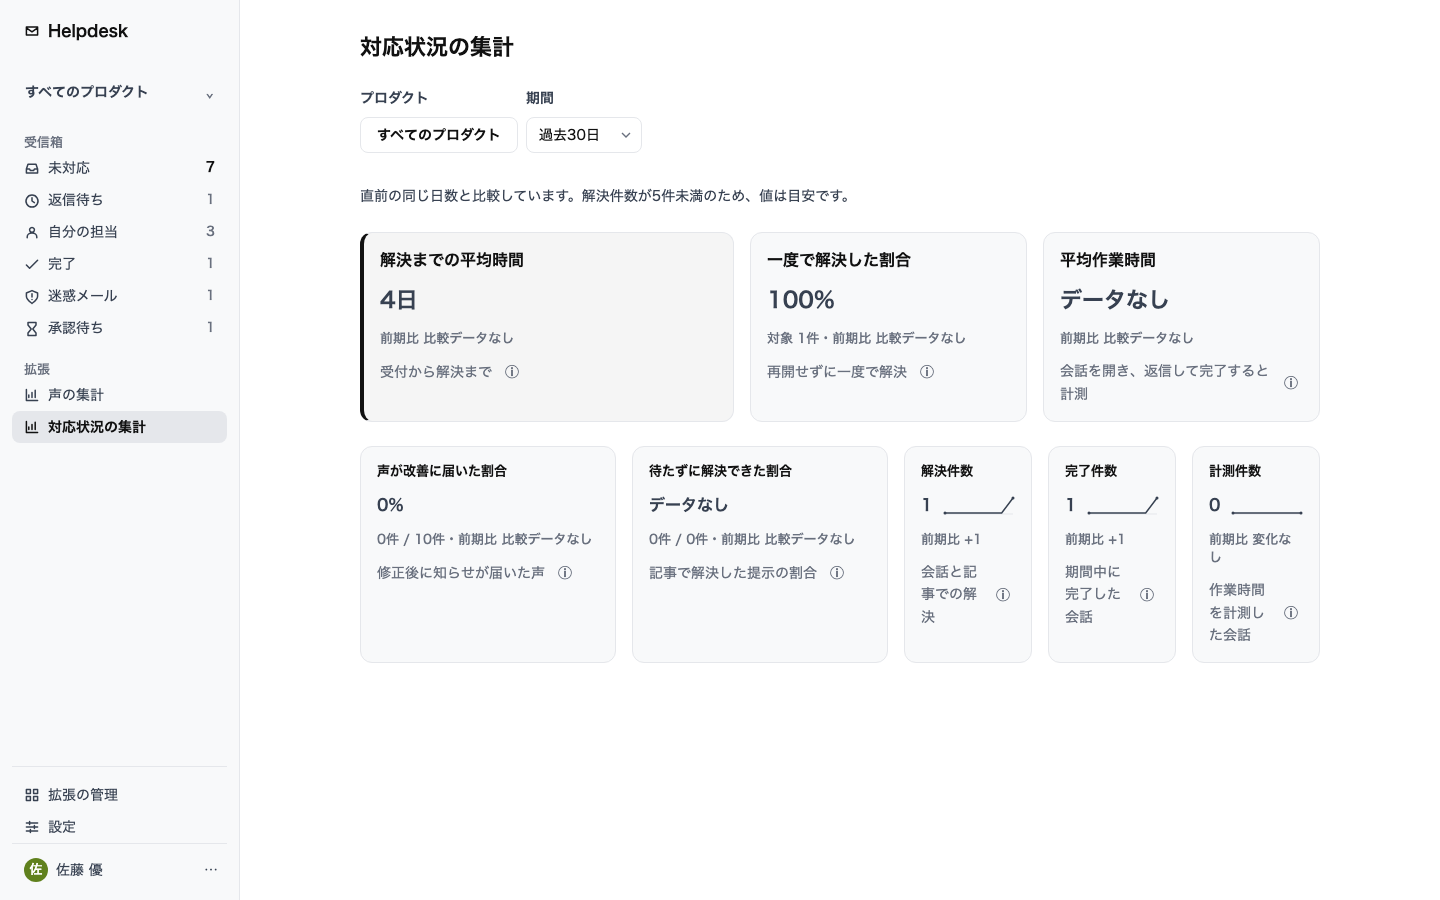 Helpdesk
すべてのプロダクト
受信箱
未対応 7
返信待ち 1
自分の担当 3
完了 1
迷惑メール 1
承認待ち 1
拡張
声の集計
対応状況の集計
拡張の管理
設定
佐 佐藤 優 …
対応状況の集計
プロダクト 期間
すべてのプロダクト 過去30日
直前の同じ日数と比較しています。解決件数が5件未満のため、値は目安です。
解決までの平均時間
4日
前期比 比較データなし
受付から解決まで
一度で解決した割合
100%
対象 1件・前期比 比較データなし
再開せずに一度で解決
平均作業時間
データなし
前期比 比較データなし
会話を開き、返信して完了すると
計測
声が改善に届いた割合
0%
0件 / 10件・前期比 比較データなし
修正後に知らせが届いた声
待たずに解決できた割合
データなし
0件 / 0件・前期比 比較データなし
記事で解決した提示の割合
解決件数
1
前期比 +1
会話と記
事での解
決
完了件数
1
前期比 +1
期間中に
完了した
会話
計測件数
0
前期比 変化な
し
作業時間
を計測し
た会話